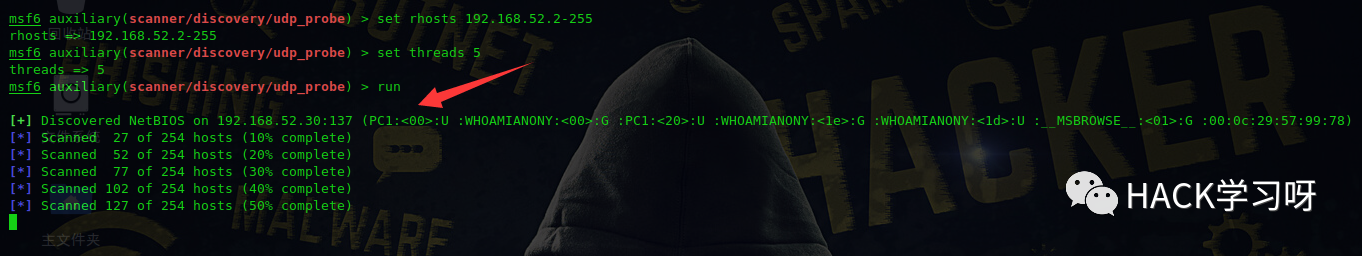 msf6 auxiliary(scanner/discovery/udp_probe) > set rhosts 192.168.52.2-255
rhosts => 192.168.52.2-255
msf6 auxiliary(scanner/discovery/udp_probe) > set threads 5
threads => 5
msf6 auxiliary(scanner/discovery/udp_probe) > run
[+] Discovered NetBIOS on 192.168.52.30:137 (PC1:<00>:U :WHOAMIANONY:<00>:G :PC1:<20>:U :WHOAMIANONY:<1e>:G :WHOAMIANONY:<1d>:U :__MSBROWSE__:<01>:G :00:0c:29:57:99:78)
[*] Scanned  27 of 254 hosts (10% complete)
[*] Scanned  52 of 254 hosts (20% complete)
[*] Scanned  77 of 254 hosts (30% complete)
[*] Scanned 102 of 254 hosts (40% complete)
[*] Scanned 127 of 254 hosts (50% complete)
HACK学习呀
主文件夹
HACKER
MALWARE